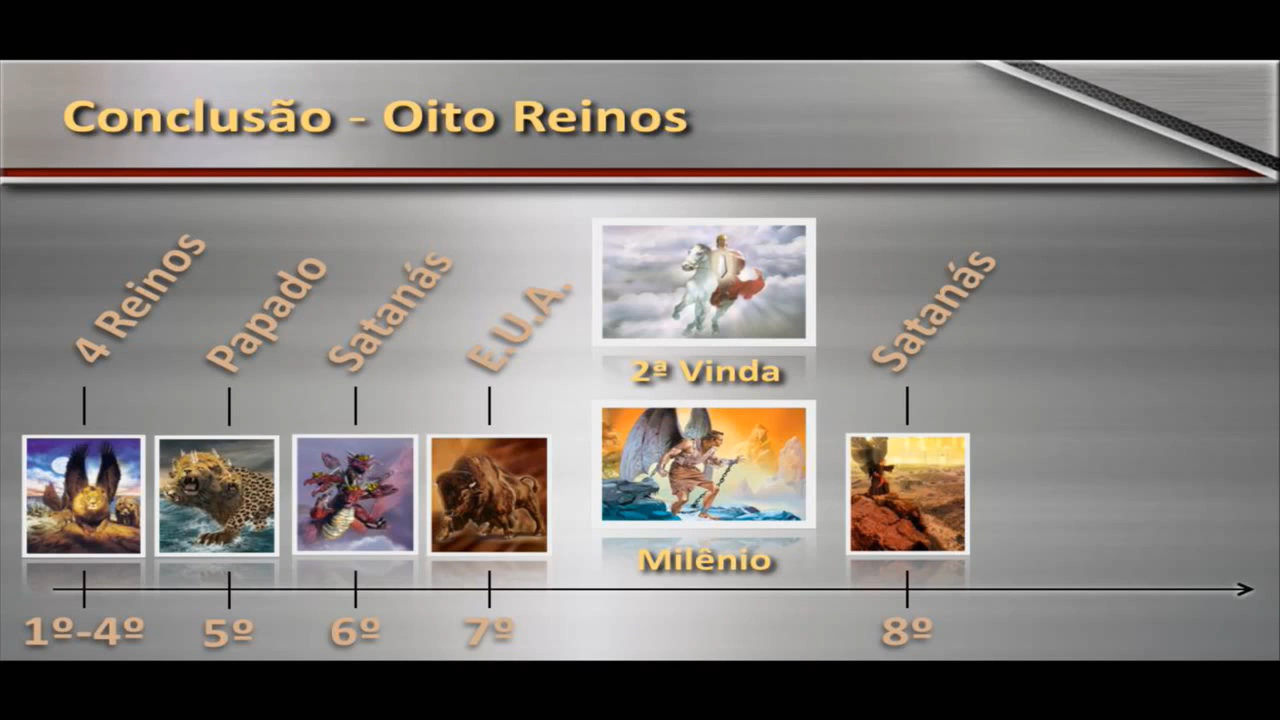 Conclusão - Oito Reinos
4 Reinos
Papado
Satanás
E.U.A.
2ª Vinda
Satanás
Milênio
1º-4º
5º
6º
7º
8º